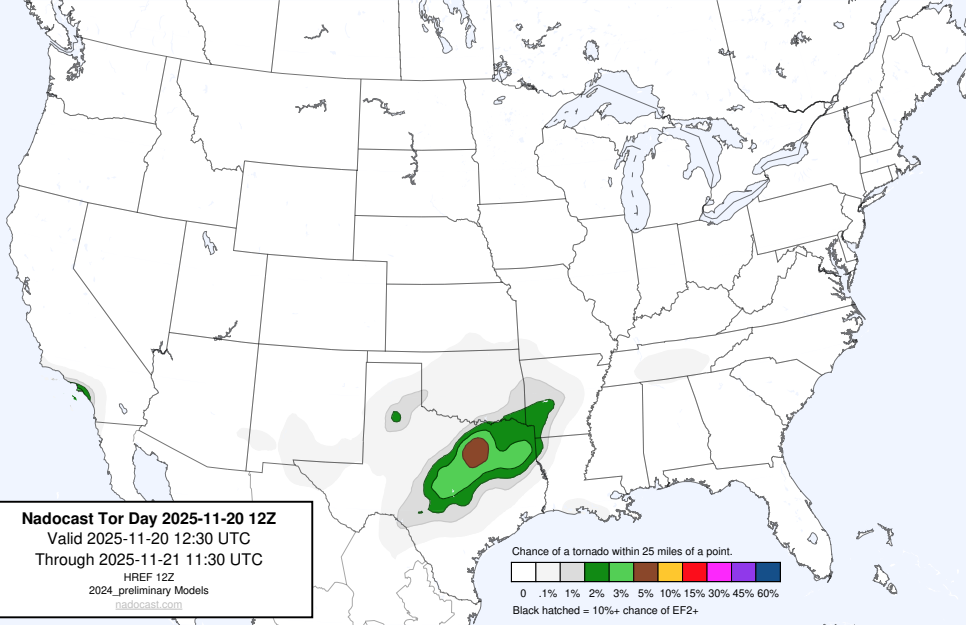 Nadocast Tor Day 2025-11-20 12Z
Valid 2025-11-20 12:30 UTC
Through 2025-11-21 11:30 UTC
HREF 12Z
2024_preliminary Models
nadocast.com
Chance of a tornado within 25 miles of a point.
0 .1% 1% 2% 3% 5% 10% 15% 30% 45% 60%
Black hatched = 10%+ chance of EF2+